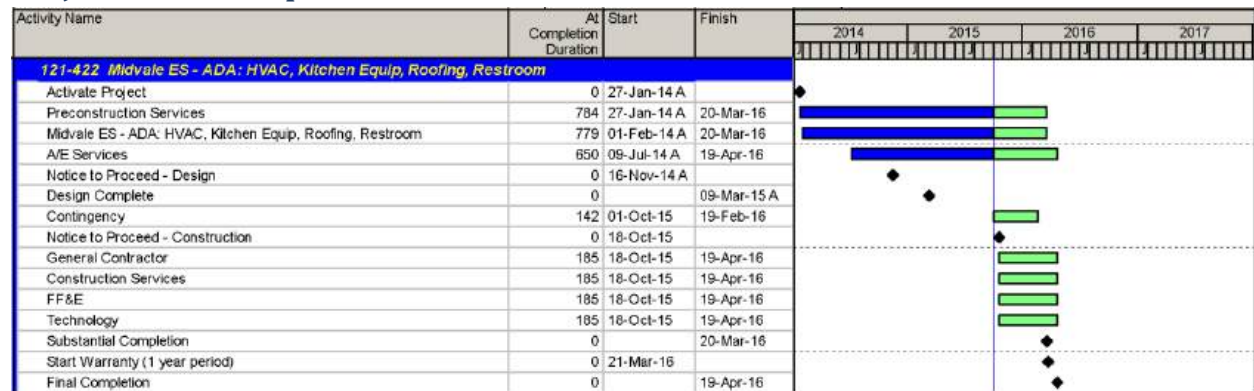 Activity Name At Completion Duration Start Finish
2014 2015 2016 2017
J J J J J J J
121-422 Midvale ES - ADA: HVAC, Kitchen Equip, Roofing, Restroom
Activate Project 0 27-Jan-14 A
Preconstruction Services 784 27-Jan-14 A 20-Mar-16
Midvale ES - ADA: HVAC, Kitchen Equip, Roofing, Restroom 779 01-Feb-14 A 20-Mar-16
A/E Services 650 09-Jul-14 A 19-Apr-16
Notice to Proceed - Design 0 16-Nov-14 A
Design Complete 0 09-Mar-15 A
Contingency 142 01-Oct-15 19-Feb-16
Notice to Proceed - Construction 0 18-Oct-15
General Contractor 185 18-Oct-15 19-Apr-16
Construction Services 185 18-Oct-15 19-Apr-16
FF&E 185 18-Oct-15 19-Apr-16
Technology 185 18-Oct-15 19-Apr-16
Substantial Completion 0 20-Mar-16
Start Warranty (1 year period) 0 21-Mar-16
Final Completion 0 19-Apr-16